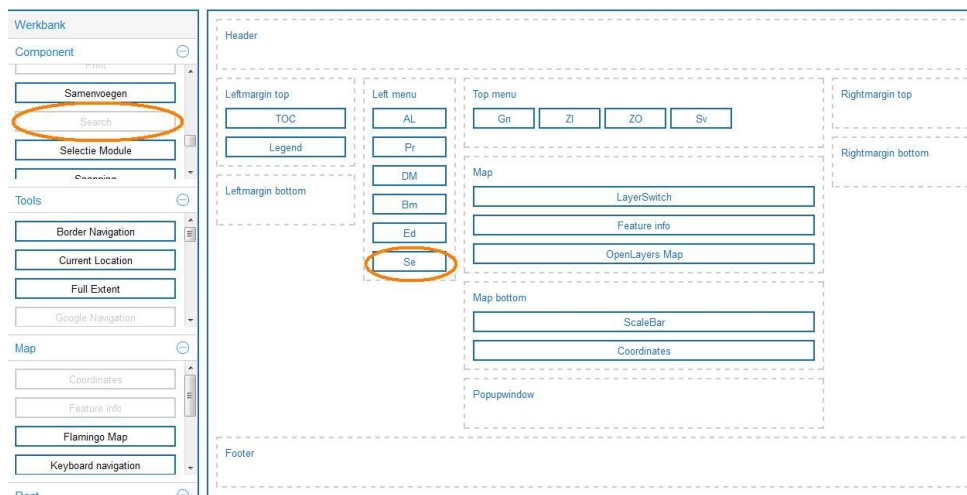 Werkbank
Component
Print
Samenvoegen
Search
Selectie Module
Snapping
Tools
Border Navigation
Current Location
Full Extent
Google Navigation
Map
Coordinates
Feature info
Flamingo Map
Keyboard navigation
Header
Leftmargin top
TOC
Legend
Leftmargin bottom
Left menu
AL
Pr
DM
Bm
Ed
Se
Top menu
Gn ZI ZO Sv
Map
LayerSwitch
Feature info
OpenLayers Map
Map bottom
ScaleBar
Coordinates
Popupwindow
Rightmargin top
Rightmargin bottom
Footer